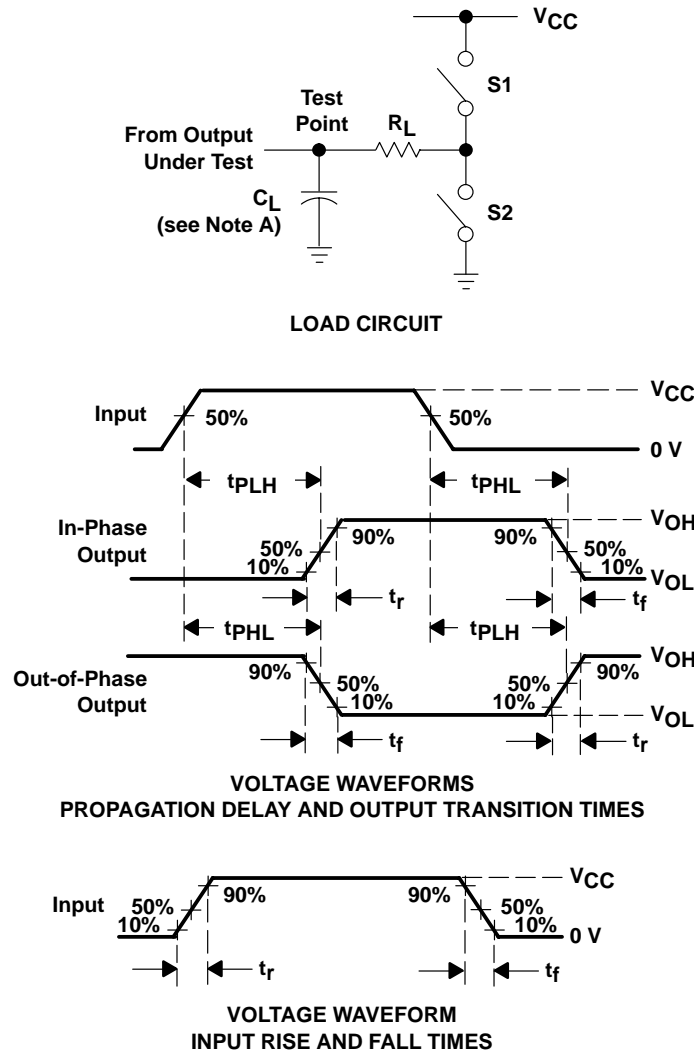 VCC
S1
Test
Point
RL
From Output
Under Test
CL
(see Note A)
S2
LOAD CIRCUIT
VCC
Input
50%
50%
0 V
tPLH
tPHL
VOH
In-Phase
Output
50%
10%
90%
90%
50%
10%
VOL
tr
tf
tPHL
tPLH
VOH
Out-of-Phase
Output
90%
50%
10%
50%
10%
90%
VOL
tf
tr
VOLTAGE WAVEFORMS
PROPAGATION DELAY AND OUTPUT TRANSITION TIMES
VCC
Input
50%
10%
90%
90%
50%
10%
0 V
tr
tf
VOLTAGE WAVEFORM
INPUT RISE AND FALL TIMES